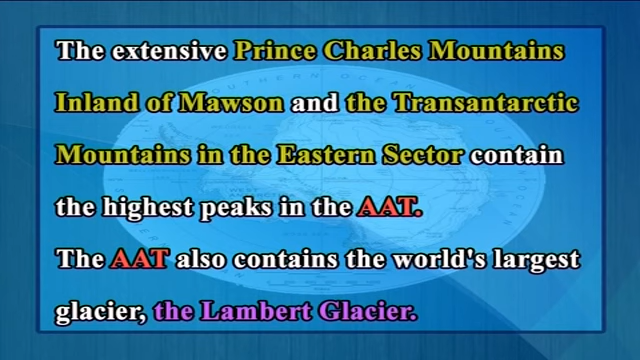 The extensive Prince Charles Mountains
Inland of Mawson and the Transantarctic
Mountains in the Eastern Sector contain
the highest peaks in the AAT.
The AAT also contains the world's largest
glacier, the Lambert Glacier.